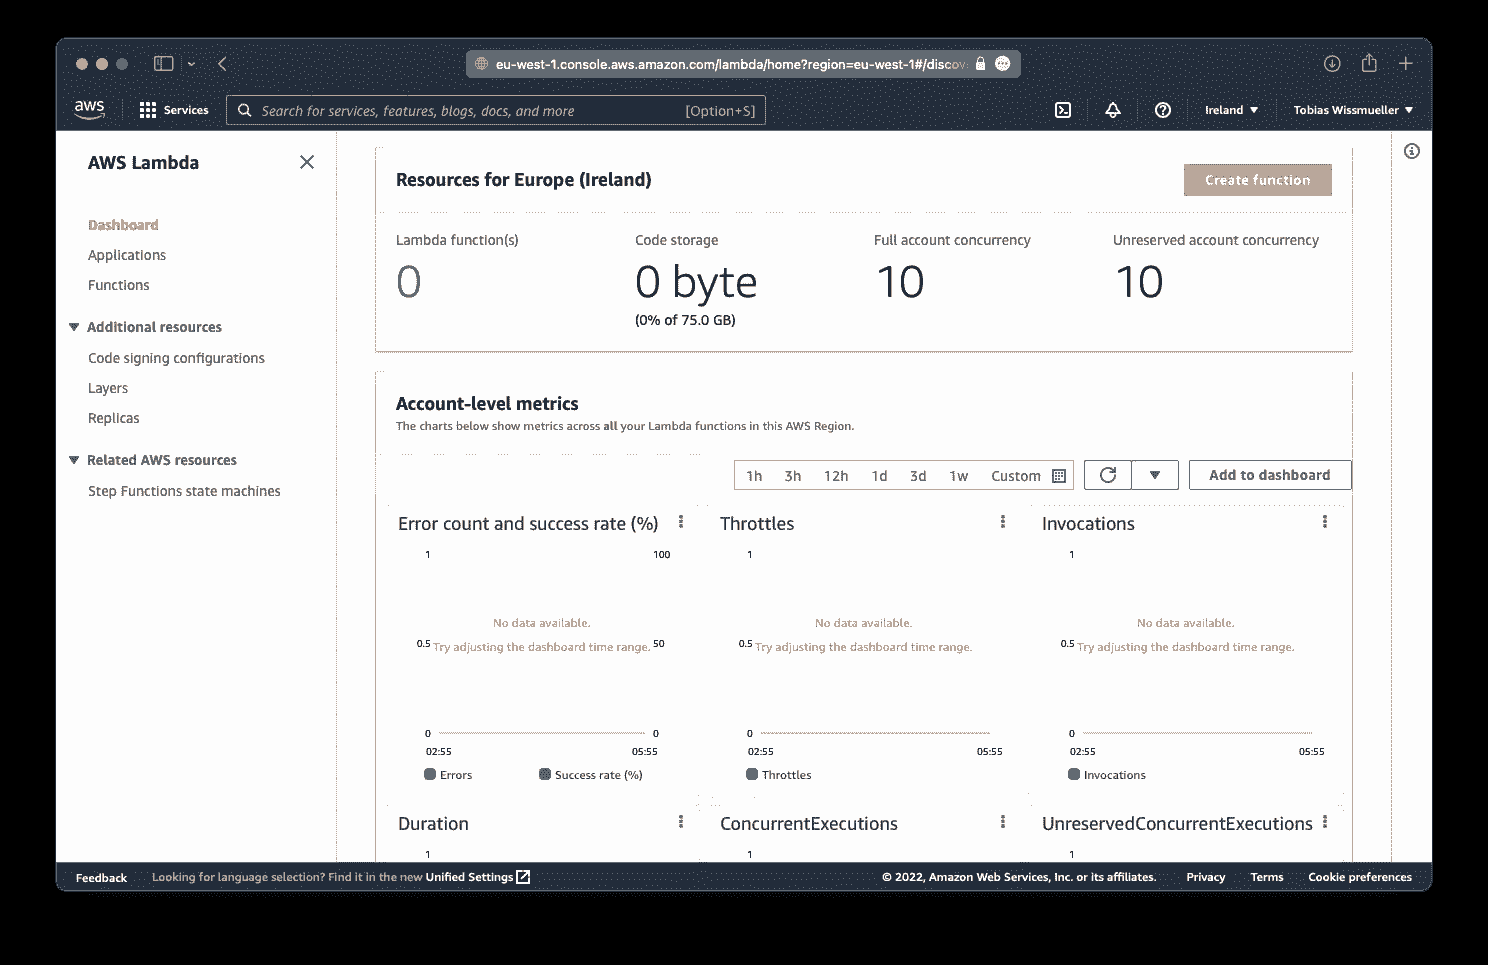 eu-west-1.console.aws.amazon.com/lambda/home?region=eu-west-1#/discov
aws
Services
Search for services, features, blogs, docs, and more
[Option+S]
Ireland
Tobias Wissmueller
AWS Lambda
Dashboard
Applications
Functions
Additional resources
Code signing configurations
Layers
Replicas
Related AWS resources
Step Functions state machines
Resources for Europe (Ireland)
Create function
Lambda function(s)
0
Code storage
0 byte
(0% of 75.0 GB)
Full account concurrency
10
Unreserved account concurrency
10
Account-level metrics
The charts below show metrics across all your Lambda functions in this AWS Region.
1h 3h 12h 1d 3d 1w Custom
Add to dashboard
Error count and success rate (%)
1 100
No data available.
0.5 Try adjusting the dashboard time range. 50
0 0
02:55 05:55
Errors Success rate (%)
Throttles
1
No data available.
0.5 Try adjusting the dashboard time range.
0
02:55 05:55
Throttles
Invocations
1
No data available.
0.5 Try adjusting the dashboard time range.
0
02:55 05:55
Invocations
Duration
1
ConcurrentExecutions
1
UnreservedConcurrentExecutions
1
Feedback
Looking for language selection? Find it in the new Unified Settings
© 2022, Amazon Web Services, Inc. or its affiliates.
Privacy
Terms
Cookie preferences